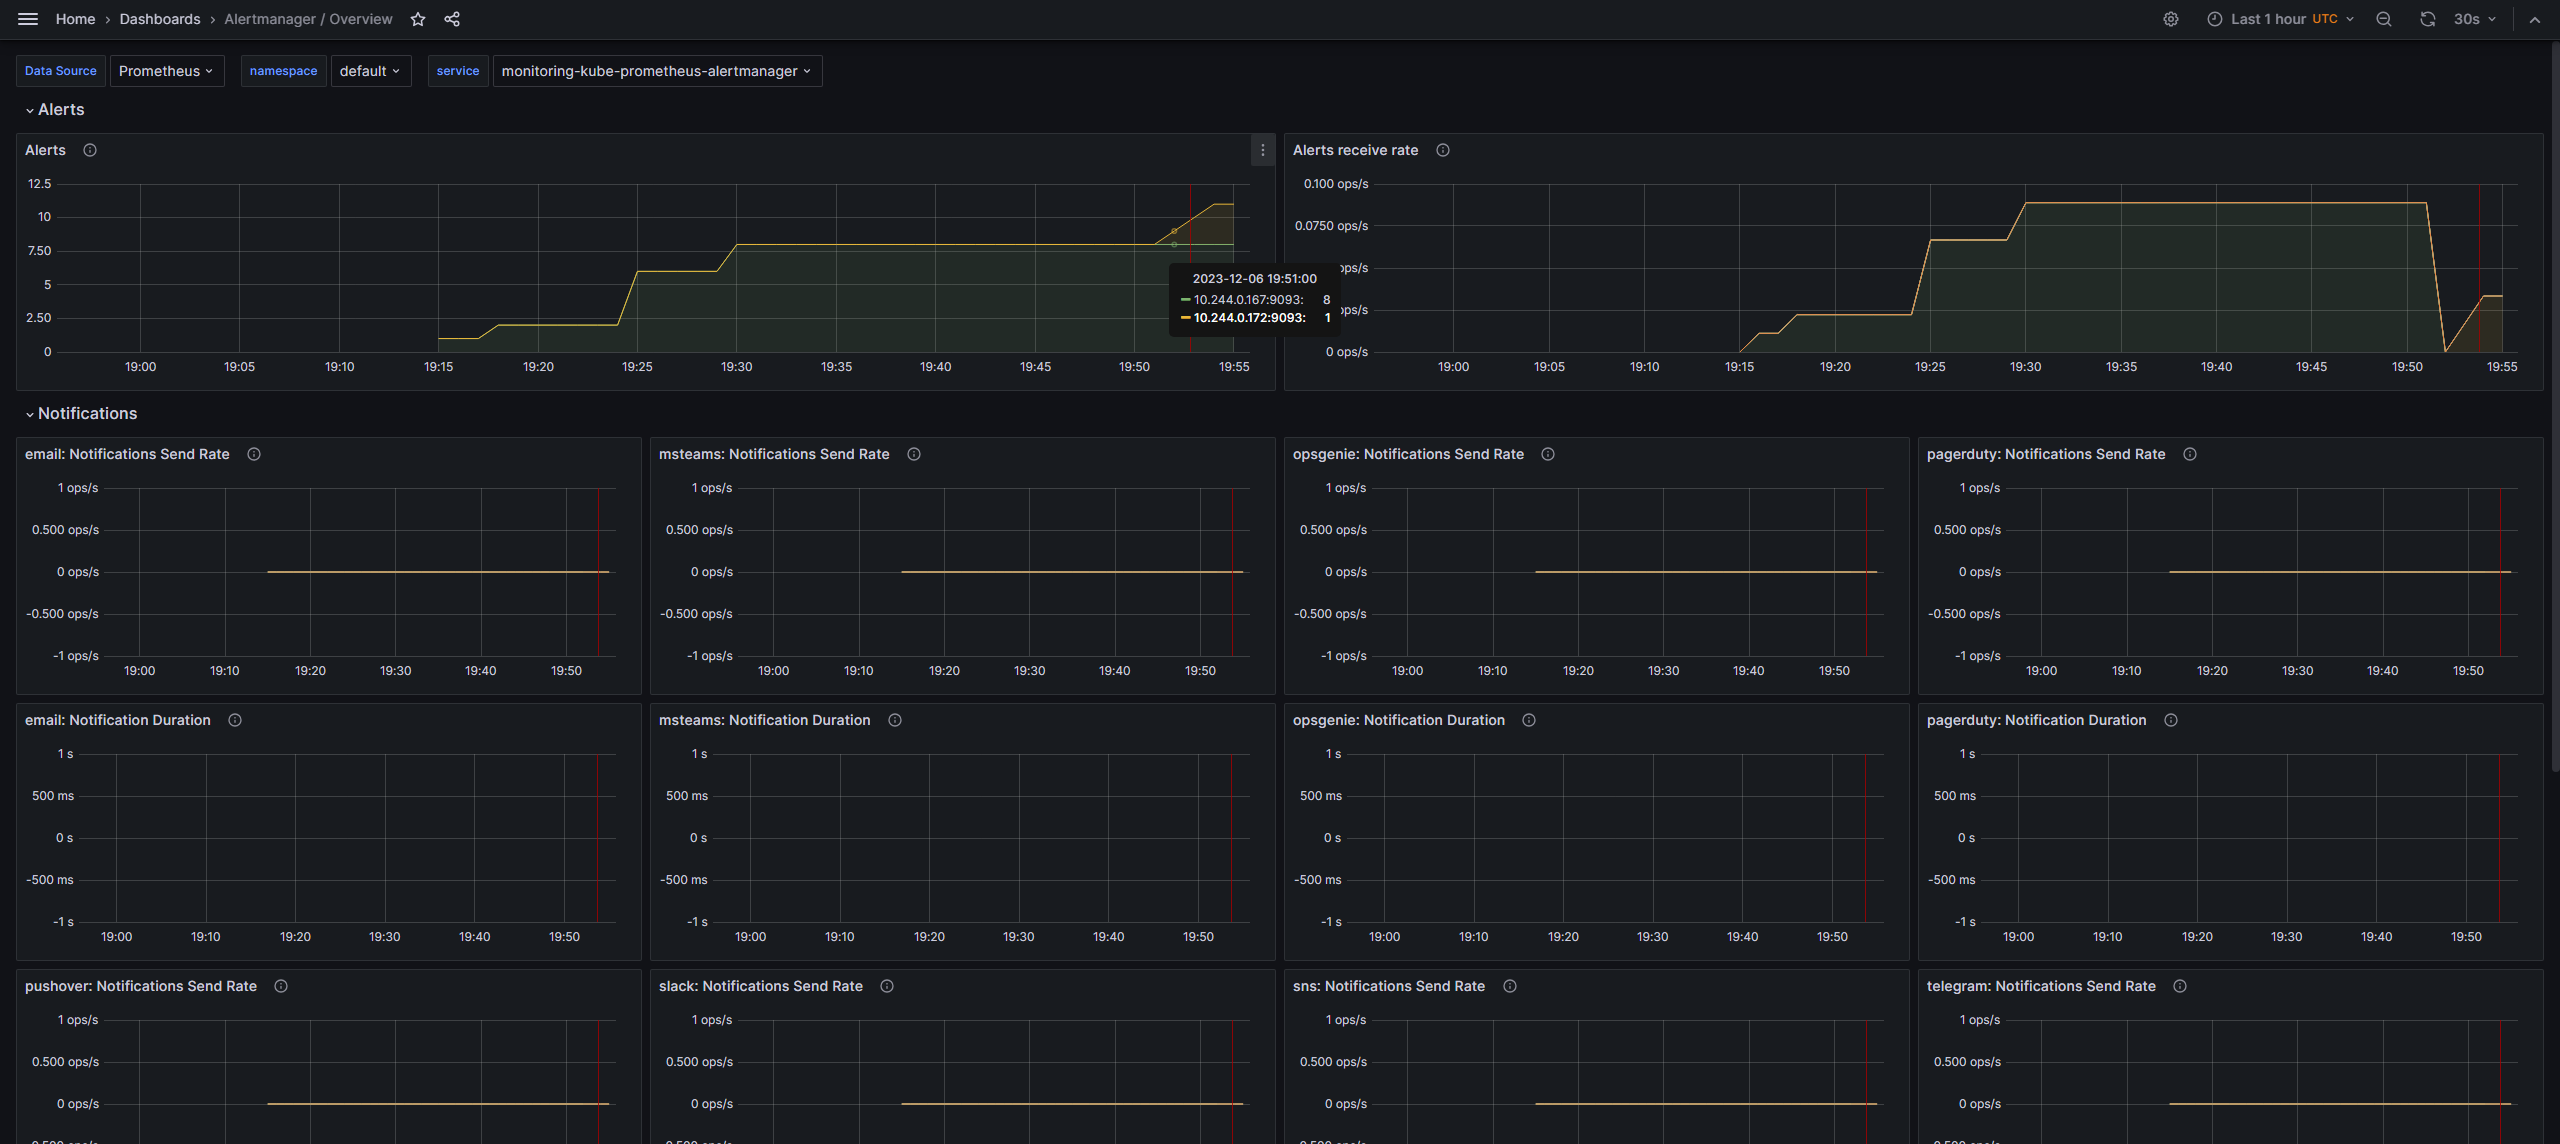 Home › Dashboards › Alertmanager / Overview
Last 1 hour UTC
30s
Data Source Prometheus namespace default service monitoring-kube-prometheus-alertmanager
Alerts
Alerts
12.5
10
7.50
5
2.50
0
19:00 19:05 19:10 19:15 19:20 19:25 19:30 19:35 19:40 19:45 19:50 19:55
2023-12-06 19:51:00
10.244.0.167:9093: 8
10.244.0.172:9093: 1
Alerts receive rate
0.100 ops/s
0.0750 ops/s
ops/s
ops/s
0 ops/s
19:00 19:05 19:10 19:15 19:20 19:25 19:30 19:35 19:40 19:45 19:50 19:55
Notifications
email: Notifications Send Rate
1 ops/s
0.500 ops/s
0 ops/s
-0.500 ops/s
-1 ops/s
19:00 19:10 19:20 19:30 19:40 19:50
msteams: Notifications Send Rate
1 ops/s
0.500 ops/s
0 ops/s
-0.500 ops/s
-1 ops/s
19:00 19:10 19:20 19:30 19:40 19:50
opsgenie: Notifications Send Rate
1 ops/s
0.500 ops/s
0 ops/s
-0.500 ops/s
-1 ops/s
19:00 19:10 19:20 19:30 19:40 19:50
pagerduty: Notifications Send Rate
1 ops/s
0.500 ops/s
0 ops/s
-0.500 ops/s
-1 ops/s
19:00 19:10 19:20 19:30 19:40 19:50
email: Notification Duration
1 s
500 ms
0 s
-500 ms
-1 s
19:00 19:10 19:20 19:30 19:40 19:50
msteams: Notification Duration
1 s
500 ms
0 s
-500 ms
-1 s
19:00 19:10 19:20 19:30 19:40 19:50
opsgenie: Notification Duration
1 s
500 ms
0 s
-500 ms
-1 s
19:00 19:10 19:20 19:30 19:40 19:50
pagerduty: Notification Duration
1 s
500 ms
0 s
-500 ms
-1 s
19:00 19:10 19:20 19:30 19:40 19:50
pushover: Notifications Send Rate
1 ops/s
0.500 ops/s
0 ops/s
slack: Notifications Send Rate
1 ops/s
0.500 ops/s
0 ops/s
sns: Notifications Send Rate
1 ops/s
0.500 ops/s
0 ops/s
telegram: Notifications Send Rate
1 ops/s
0.500 ops/s
0 ops/s